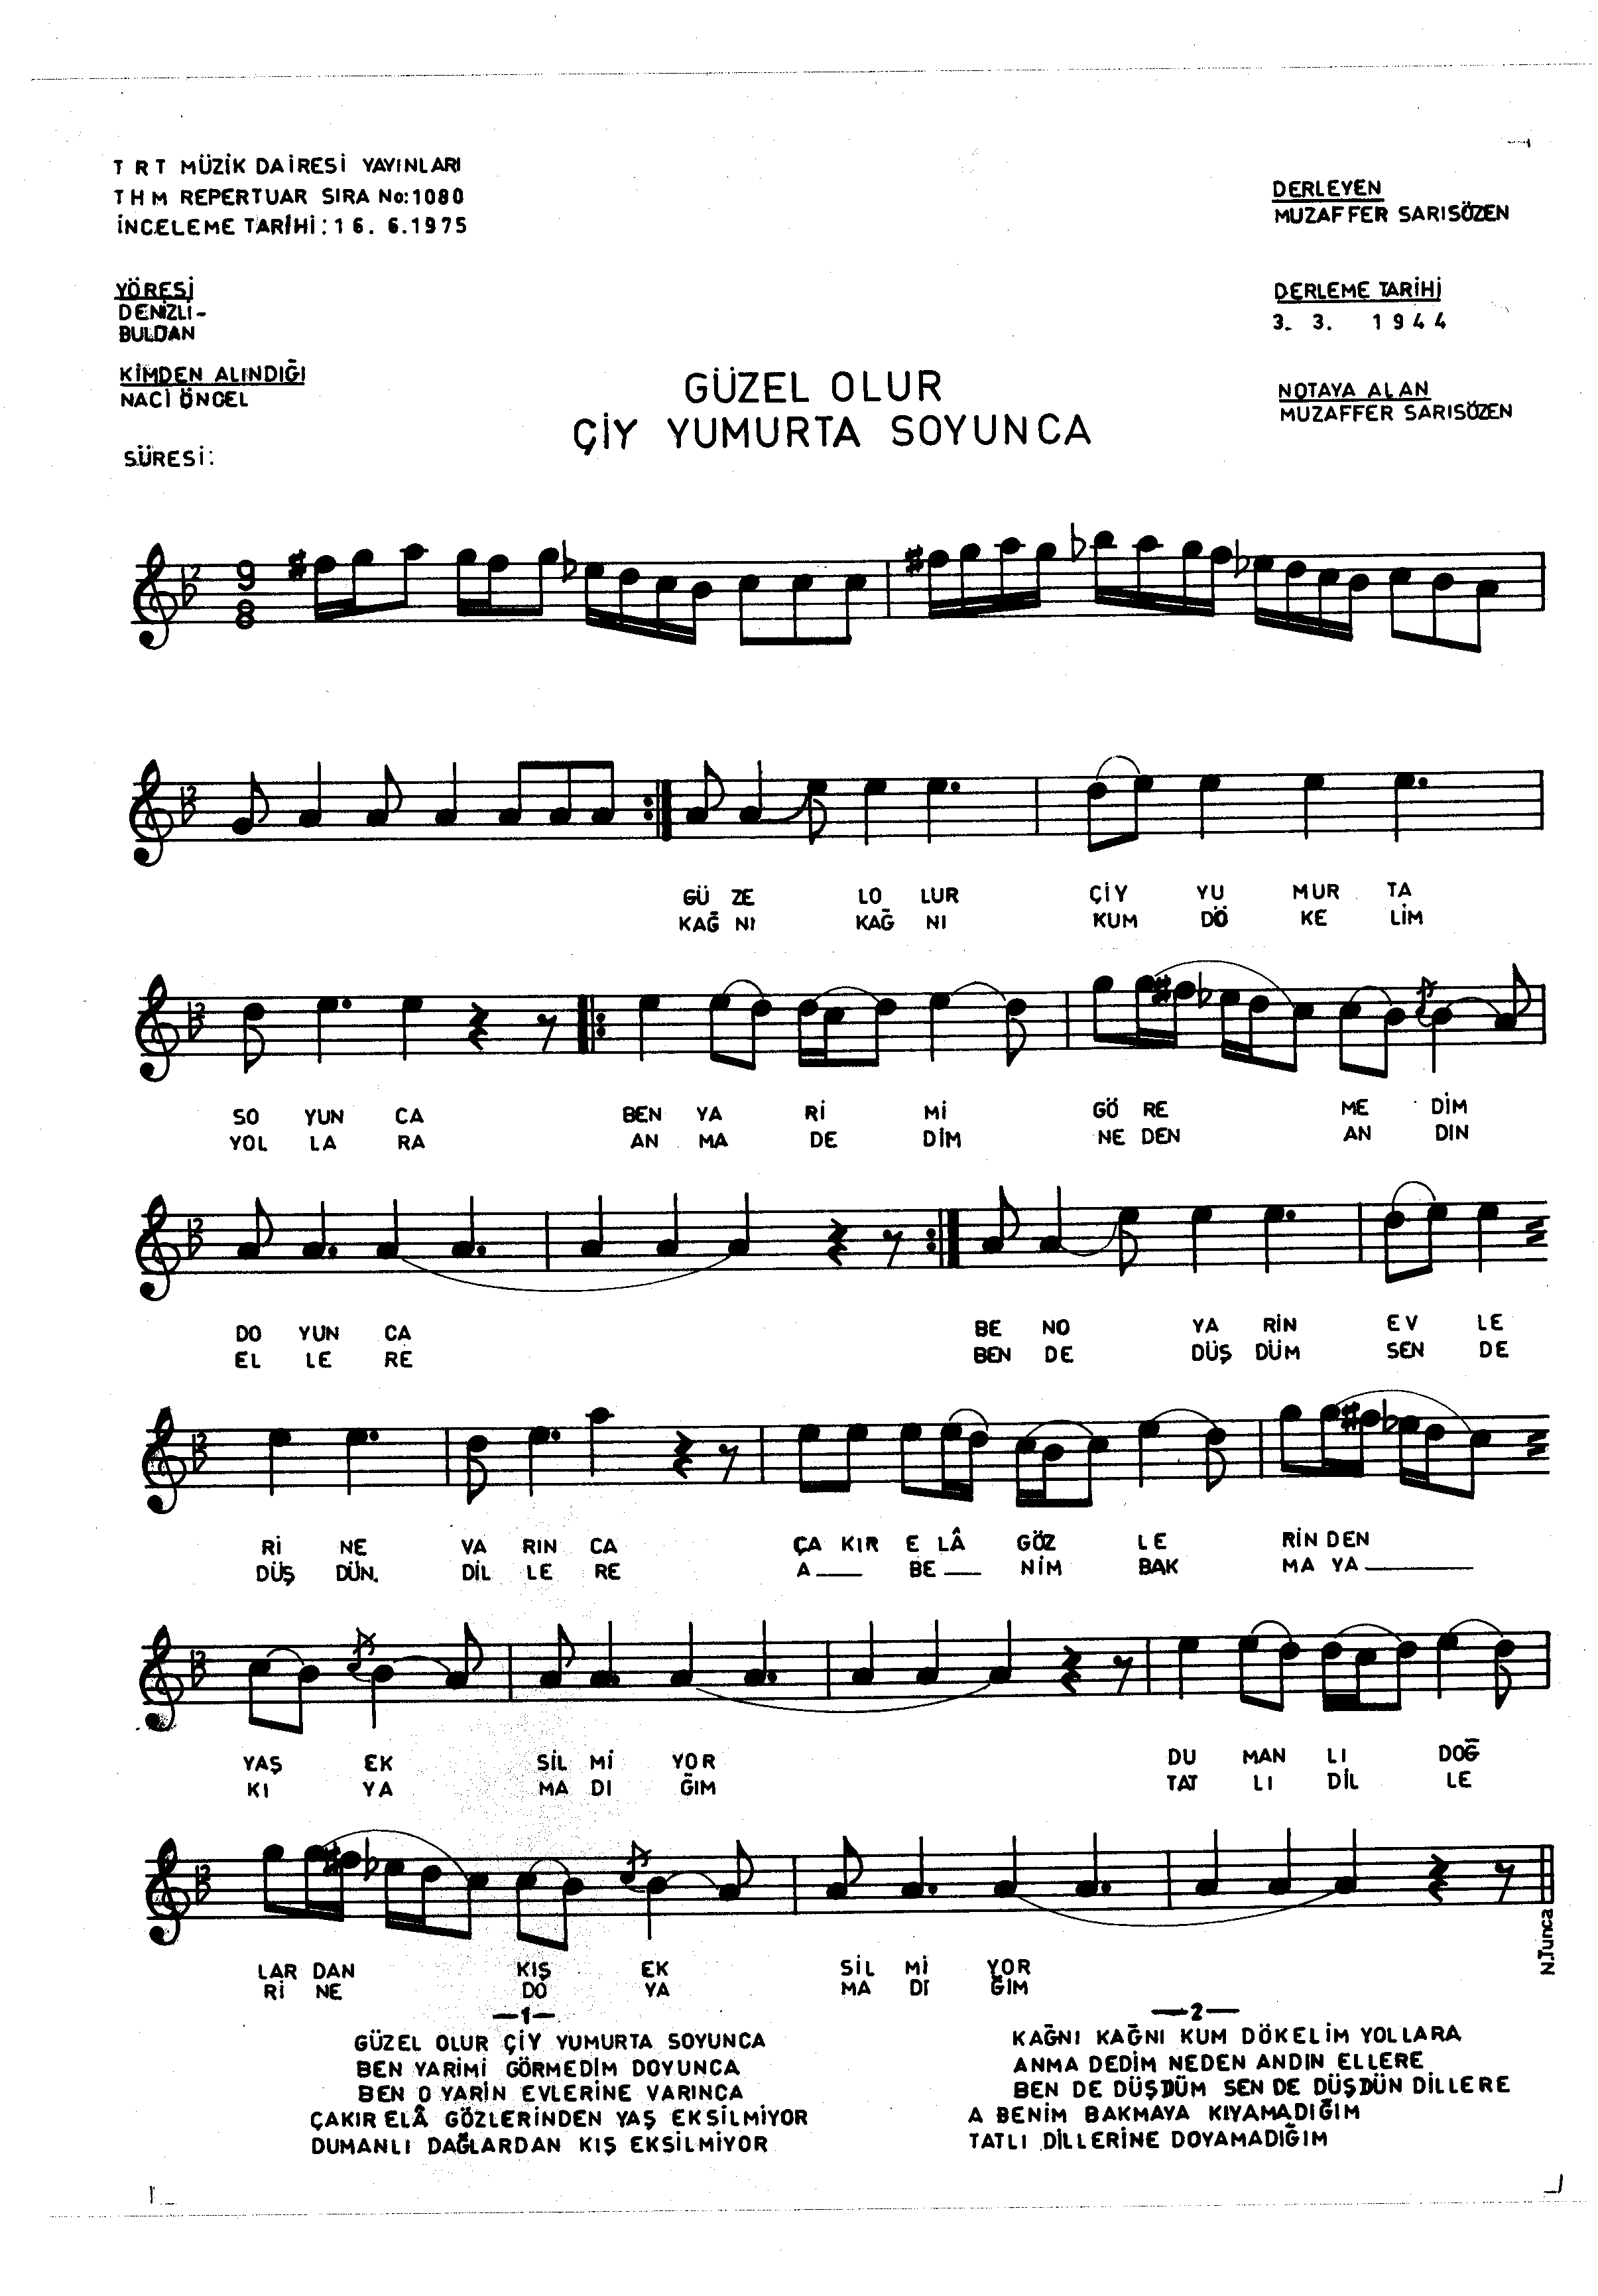 T R T MÜZİK DAİRESİ YAYINLARI
T H M REPERTUAR SIRA No:1080
İNCELEME TARİHİ: 16. 6.1975
DERLEYEN
MUZAFFER SARISÖZEN
YÖRESİ
DENİZLİ-
BULDAN
DERLEME TARİHİ
3. 3. 1944
KİMDEN ALINDIĞI
NACİ ÖNCEL
NOTAYA ALAN
MUZAFFER SARISÖZEN
GÜZEL OLUR
ÇİY YUMURTA SOYUNCA
SÜRESİ:
9
8
GÜ ZE LO LUR ÇİY YU MUR TA
KAĞ NI KAĞ NI KUM DÖ KE LİM
SO YUN CA BEN YA Rİ Mİ GÖ RE ME DİM
YOL LA RA AN MA DE DİM NE DEN AN DIN
DO YUN CA BE NO YA RİN EV LE
EL LE RE BEN DE DÜŞ DÜM SEN DE
Rİ NE VA RIN CA ÇA KIR E LÂ GÖZ LE RİN DEN
DÜŞ DÜN. DİL LE RE A___ BE___ NİM BAK MA YA___
YAŞ EK SİL Mİ YOR DU MAN LI DOĞ
KI YA MA DI ĞIM TAT LI DİL LE
LAR DAN KIŞ EK SİL Mİ YOR
Rİ NE DO YA MA DI ĞIM
N.Tunca
—1—
GÜZEL OLUR ÇİY YUMURTA SOYUNCA
BEN YARİMİ GÖRMEDİM DOYUNCA
BEN O YARİN EVLERİNE VARINCA
ÇAKIR ELÂ GÖZLERİNDEN YAŞ EKSİLMİYOR
DUMANLI DAĞLARDAN KIŞ EKSİLMİYOR
—2—
KAĞNI KAĞNI KUM DÖKELİM YOLLARA
ANMA DEDİM NEDEN ANDIN ELLERE
BEN DE DÜŞDÜM SEN DE DÜŞDÜN DİLLERE
A BENİM BAKMAYA KIYAMADIĞIM
TATLI DİLLERİNE DOYAMADIĞIM